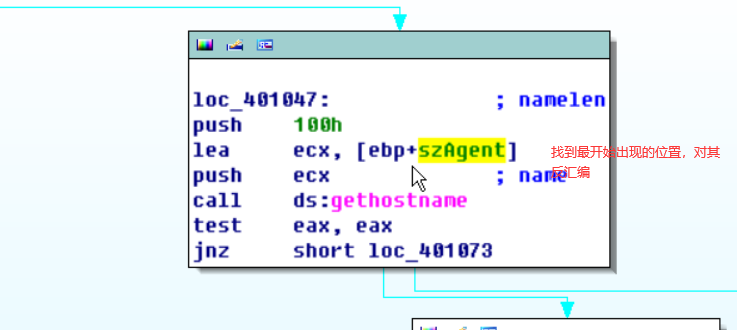 loc_401047: ; namelen
push 100h
lea ecx, [ebp+szAgent]
找到最开始出现的位置，对其
push ecx ; name
反汇编
call ds:gethostname
test eax, eax
jnz short loc_401073